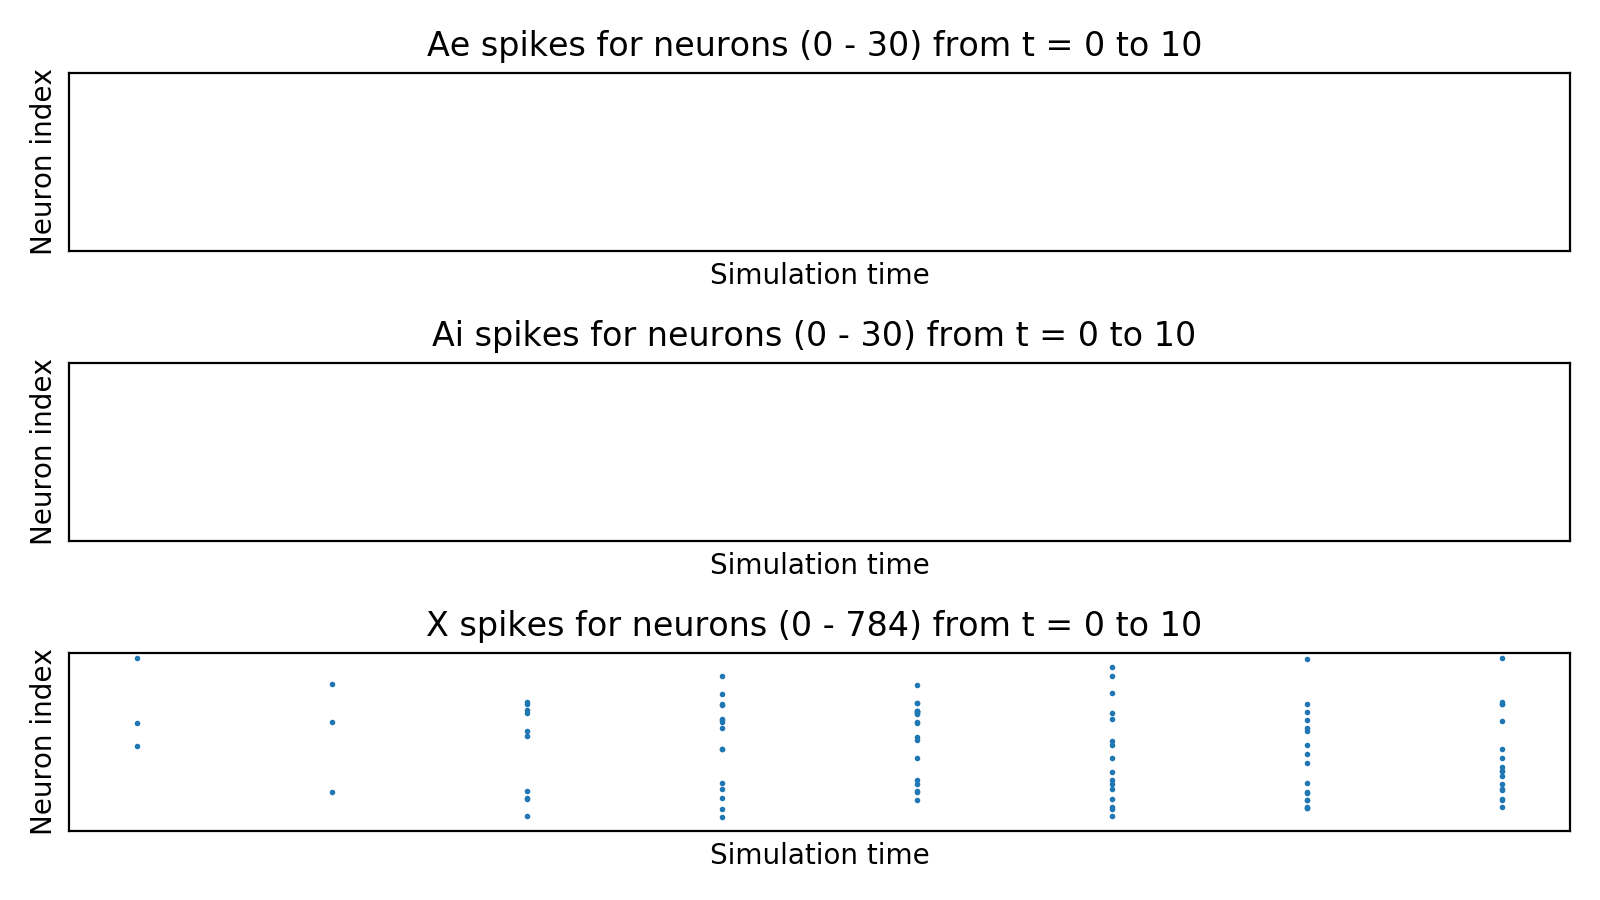 Ae spikes for neurons (0 - 30) from t = 0 to 10
Neuron index
Simulation time
Ai spikes for neurons (0 - 30) from t = 0 to 10
Neuron index
Simulation time
X spikes for neurons (0 - 784) from t = 0 to 10
Neuron index
Simulation time